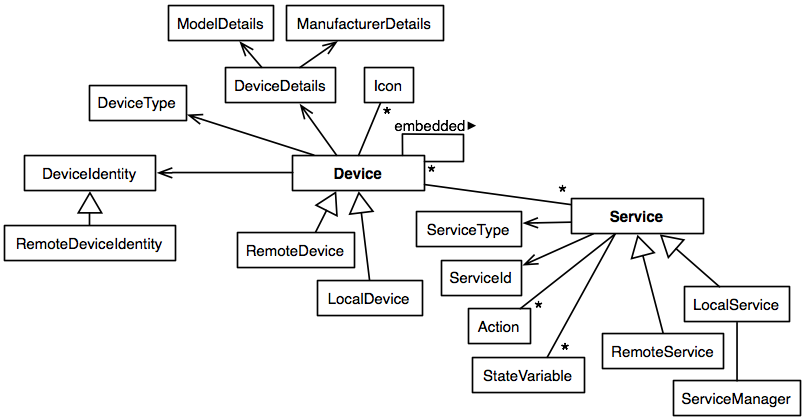 ModelDetails
ManufacturerDetails
DeviceDetails
Icon
DeviceType
*
embedded►
DeviceIdentity
Device
*
*
Service
ServiceType
RemoteDeviceIdentity
RemoteDevice
ServiceId
LocalDevice
LocalService
*
Action
*
RemoteService
StateVariable
ServiceManager